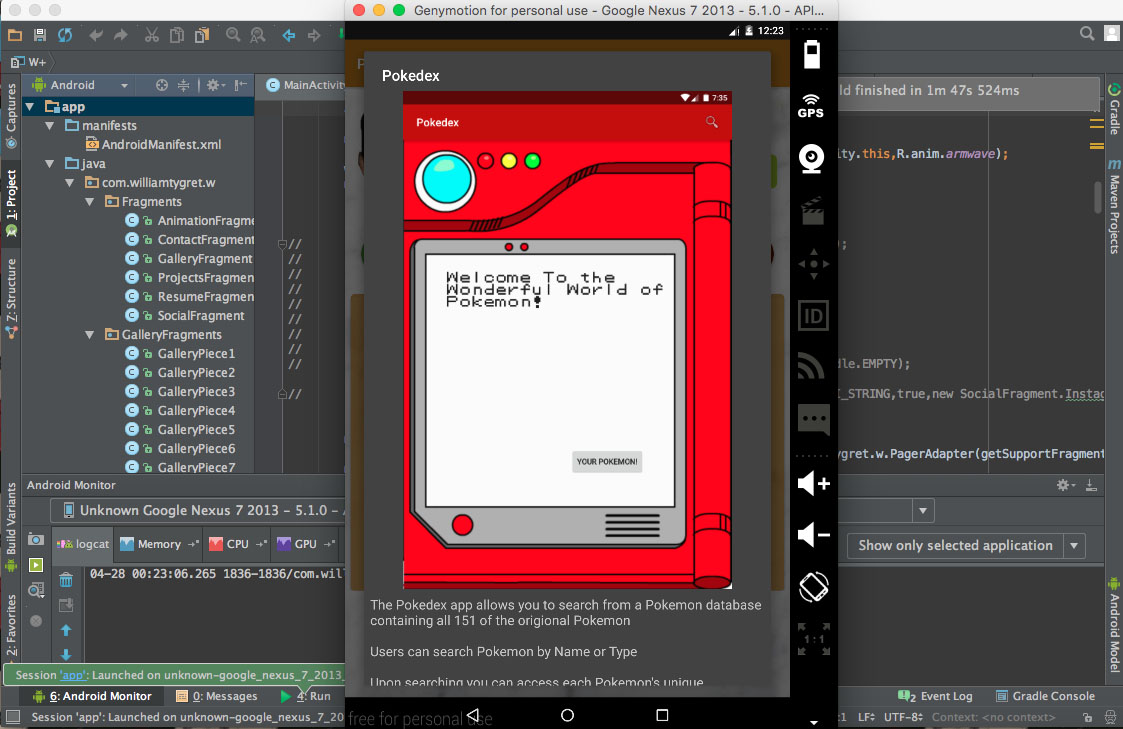 Genymotion for personal use - Google Nexus 7 2013 - 5.1.0 - API...
W+
12:23
Android
MainActivity
Pokedex
ld finished in 1m 47s 524ms
7:35
Pokedex
app
manifests
AndroidManifest.xml
java
com.williamtygret.w
Fragments
AnimationFragme
ContactFragment
GalleryFragment
ProjectsFragmen
ResumeFragmen
SocialFragment
GalleryFragments
GalleryPiece1
GalleryPiece2
GalleryPiece3
GalleryPiece4
GalleryPiece5
GalleryPiece6
GalleryPiece7
Captures
1: Project
Z: Structure
Build Variants
2: Favorites
//
//
//
//
//
//
//
//
//
//
Welcome To the
Wonderful World of
Pokemon!
YOUR POKEMON!
The Pokedex app allows you to search from a Pokemon database
containing all 151 of the origional Pokemon
Users can search Pokemon by Name or Type
Upon searching you can access each Pokemon's unique
GPS
ID
1:1
ity.this,R.anim.armwave);
);
dle.EMPTY);
_STRING,true,new SocialFragment.Instag
ygret.w.PagerAdapter(getSupportFragment
Gradle
Maven Projects
Android Model
Android Monitor
Unknown Google Nexus 7 2013 - 5.1.0 - A
Show only selected application
logcat
Memory
CPU
GPU
04-28 00:23:06.265 1836-1836/com.wil
Session 'app': Launched on unknown-google_nexus_7_2013_
6: Android Monitor
0: Messages
4: Run
Event Log
Gradle Console
Session 'app': Launched on unknown-google_nexus_7_20
free for personal use
:1
LF
UTF-8
Context: <no context>